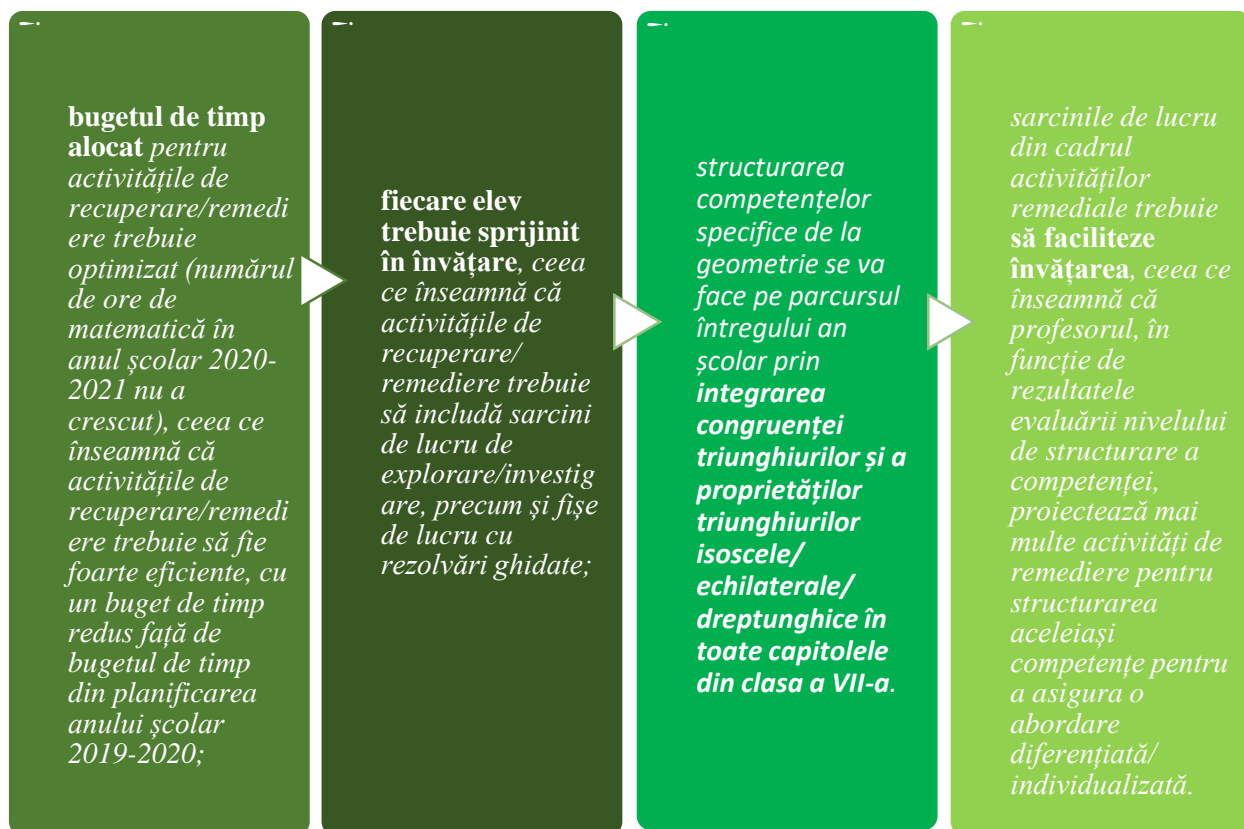 bugetul de timp
alocat pentru
activitățile de
recuperare/remedi
ere trebuie
optimizat (numărul
de ore de
matematică în
anul școlar 2020-
2021 nu a
crescut), ceea ce
înseamnă că
activitățile de
recuperare/remedi
ere trebuie să fie
foarte eficiente, cu
un buget de timp
redus față de
bugetul de timp
din planificarea
anului școlar
2019-2020;
fiecare elev
trebuie sprijinit
în învățare, ceea
ce înseamnă că
activitățile de
recuperare/
remediere trebuie
să includă sarcini
de lucru de
explorare/investig
are, precum și fișe
de lucru cu
rezolvări ghidate;
structurarea
competențelor
specifice de la
geometrie se va
face pe parcursul
întregului an
școlar prin
integrarea
congruenței
triunghiurilor și a
proprietăților
triunghiurilor
isoscele/
echilaterale/
dreptunghice în
toate capitolele
din clasa a VII-a.
sarcinile de lucru
din cadrul
activităților
remediale trebuie
să faciliteze
învățarea, ceea ce
înseamnă că
profesorul, în
funcție de
rezultatele
evaluării nivelului
de structurare a
competenței,
proiectează mai
multe activități de
remediere pentru
structurarea
aceleiași
competențe pentru
a asigura o
abordare
diferențiată/
individualizată.